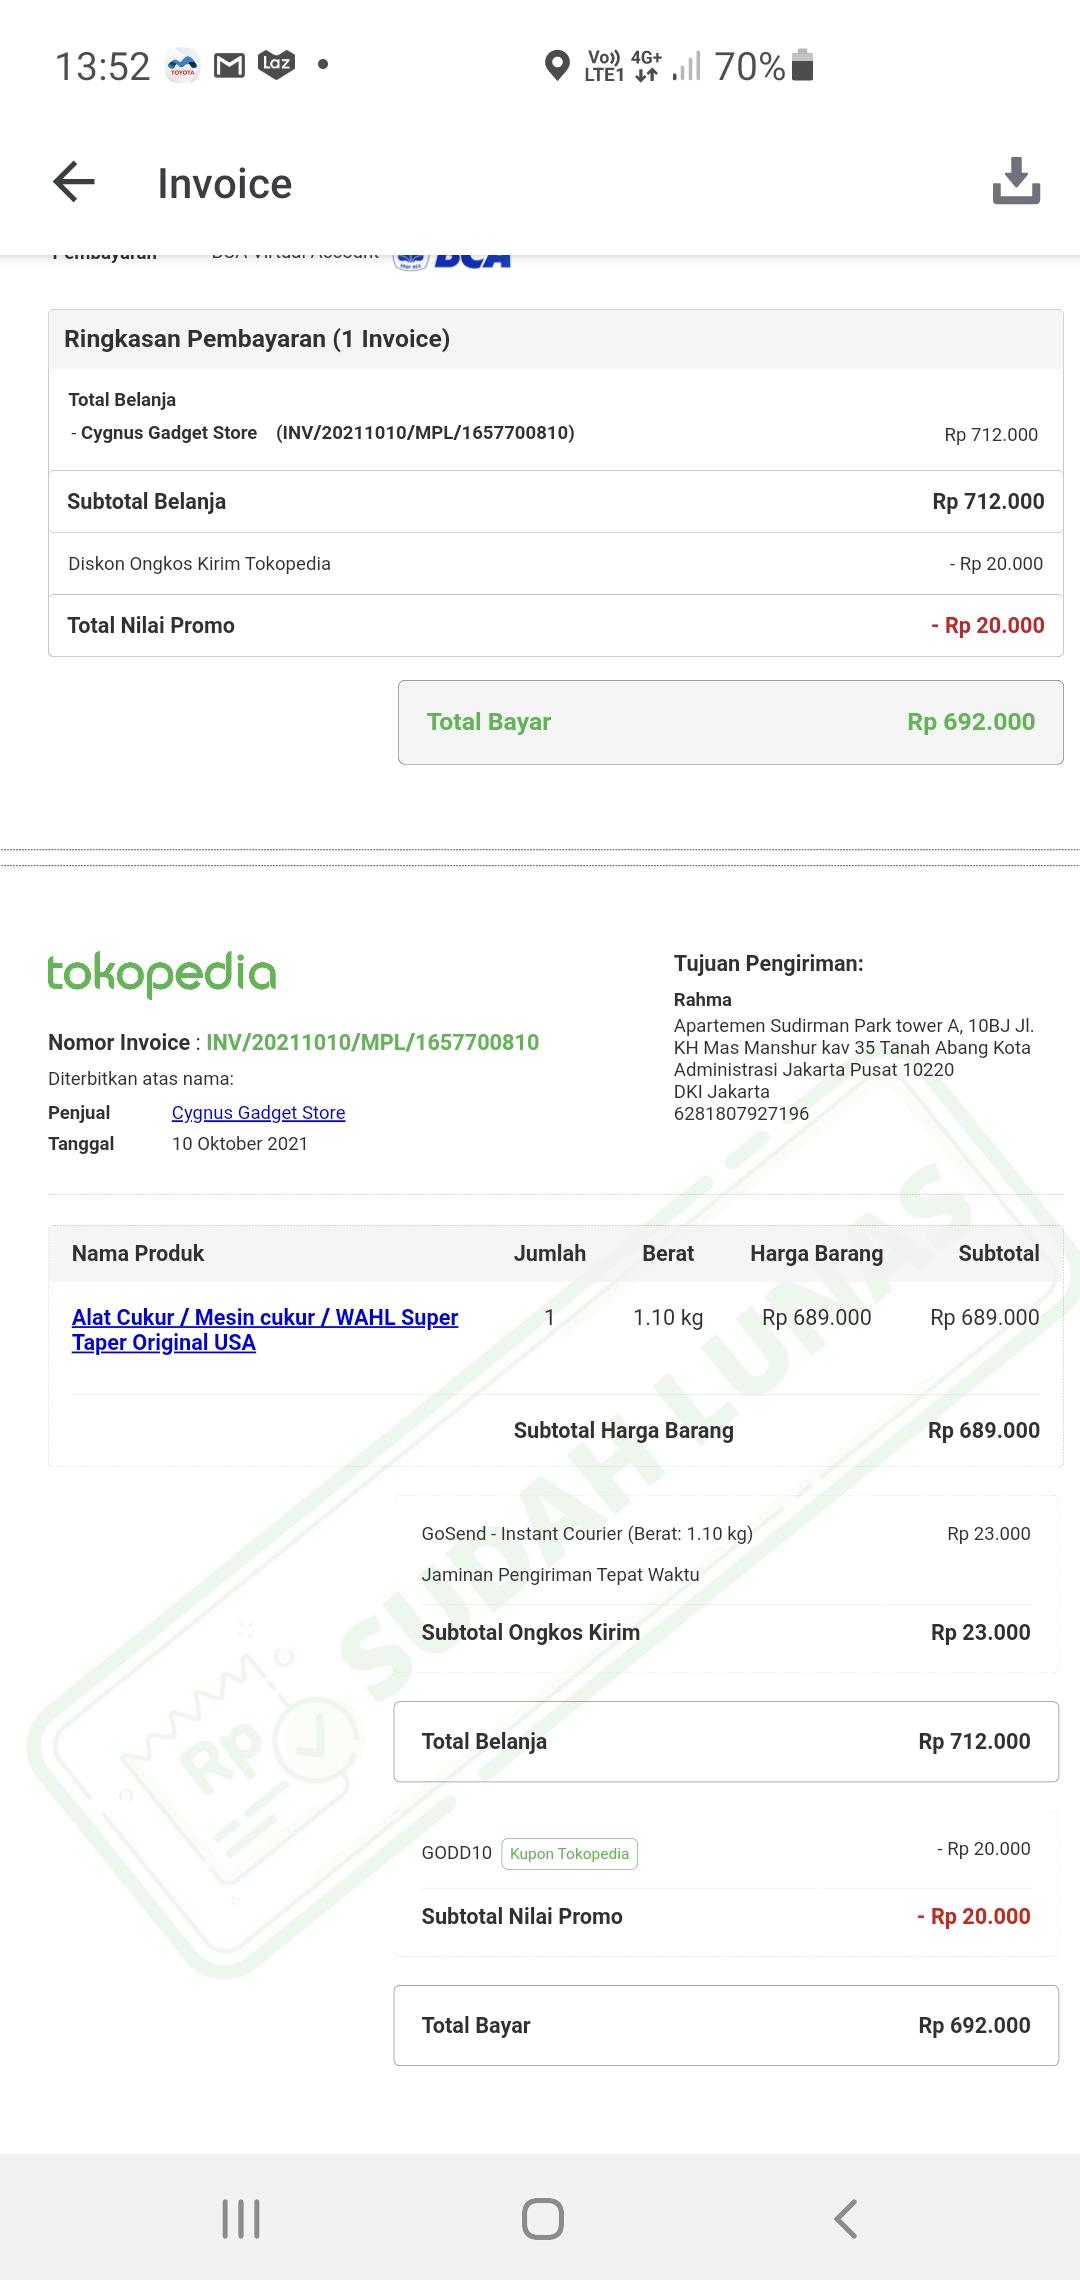 13:52 TOYOTA Laz Vo)) LTE1 4G+ 70%
Invoice
Pembayaran BCA Virtual Account BCA
Ringkasan Pembayaran (1 Invoice)
Total Belanja
- Cygnus Gadget Store (INV/20211010/MPL/1657700810) Rp 712.000
Subtotal Belanja Rp 712.000
Diskon Ongkos Kirim Tokopedia - Rp 20.000
Total Nilai Promo - Rp 20.000
Total Bayar Rp 692.000
tokopedia
Nomor Invoice : INV/20211010/MPL/1657700810
Diterbitkan atas nama:
Penjual Cygnus Gadget Store
Tanggal 10 Oktober 2021
Tujuan Pengiriman:
Rahma
Apartemen Sudirman Park tower A, 10BJ Jl.
KH Mas Manshur kav 35 Tanah Abang Kota
Administrasi Jakarta Pusat 10220
DKI Jakarta
6281807927196
Nama Produk Jumlah Berat Harga Barang Subtotal
Alat Cukur / Mesin cukur / WAHL Super 1 1.10 kg Rp 689.000 Rp 689.000
Taper Original USA
Subtotal Harga Barang Rp 689.000
GoSend - Instant Courier (Berat: 1.10 kg) Rp 23.000
Jaminan Pengiriman Tepat Waktu
Subtotal Ongkos Kirim Rp 23.000
Total Belanja Rp 712.000
GODD10 Kupon Tokopedia - Rp 20.000
Subtotal Nilai Promo - Rp 20.000
Total Bayar Rp 692.000
Rp SUDAH LUNAS